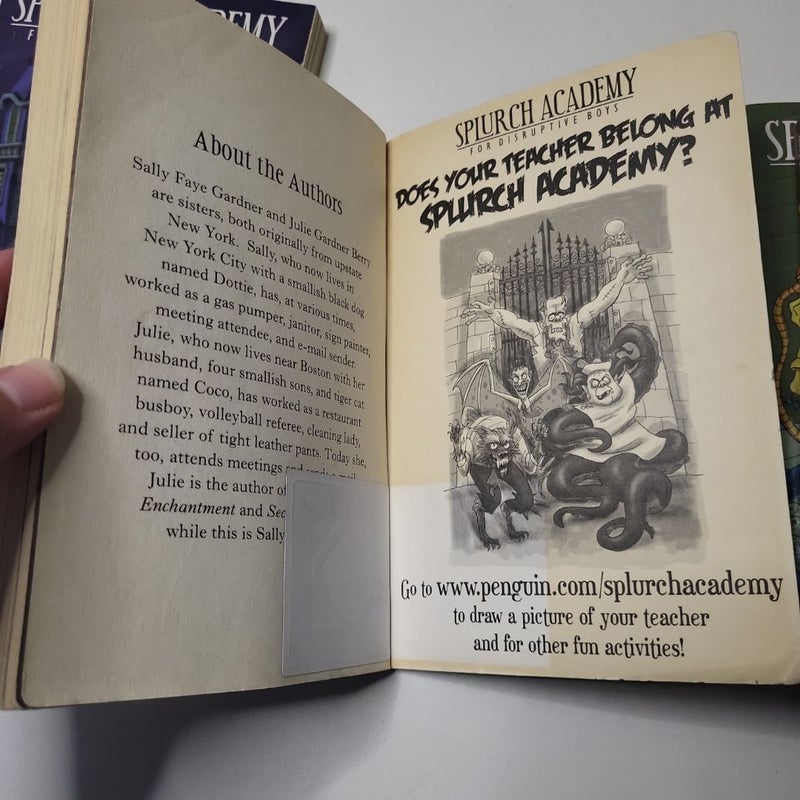 About the Authors
Sally Faye Gardner and Julie Gardner Berry
are sisters, both originally from upstate
New York. Sally, who now lives in
New York City with a smallish black dog
named Dottie, has, at various times,
worked as a gas pumper, janitor, sign painter,
meeting attendee, and e-mail sender.
Julie, who now lives near Boston with her
husband, four smallish sons, and tiger cat
named Coco, has worked as a restaurant
busboy, volleyball referee, cleaning lady,
and seller of tight leather pants. Today she,
too, attends meetings
Julie is the author of
Enchantment and
while this is Sally
SPLURCH ACADEMY
FOR DISRUPTIVE BOYS
DOES YOUR TEACHER BELONG AT
SPLURCH ACADEMY?
Go to www.penguin.com/splurchacademy
to draw a picture of your teacher
and for other fun activities!